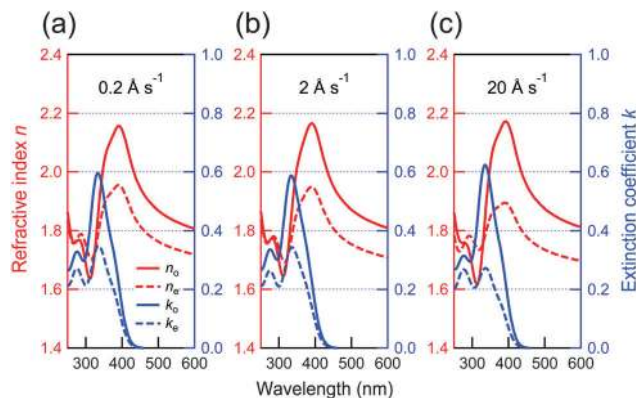 (a) (b) (c)
2.4 1.0 2.4 1.0 2.4 1.0
0.2 Å s⁻¹ 2 Å s⁻¹ 20 Å s⁻¹
2.2 0.8 2.2 0.8 2.2 0.8
2.0 0.6 2.0 0.6 2.0 0.6
1.8 0.4 1.8 0.4 1.8 0.4
1.6 0.2 1.6 0.2 1.6 0.2
1.4 0.0 1.4 0.0 1.4 0.0
Refractive index n
Extinction coefficient k
nₒ
nₑ
kₒ
kₑ
300 400 500 600 300 400 500 600 300 400 500 600
Wavelength (nm)